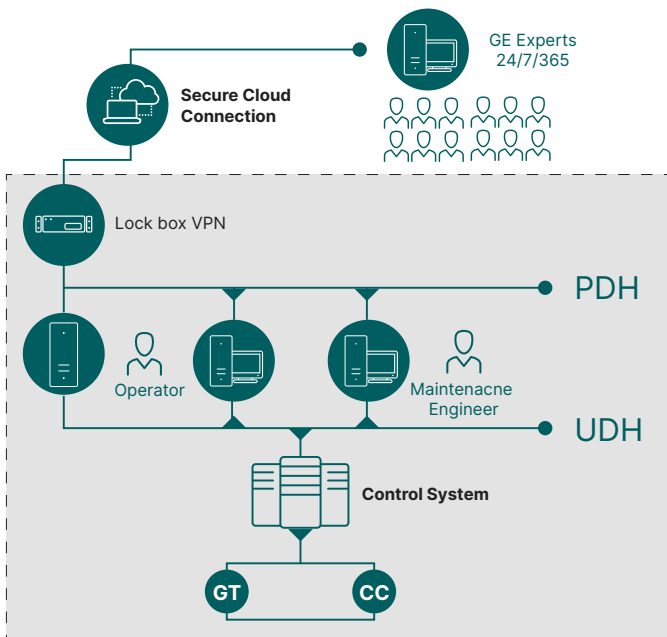 GE Experts
24/7/365
Secure Cloud
Connection
Lock box VPN
PDH
Operator
Maintenacne
Engineer
UDH
Control System
GT
CC